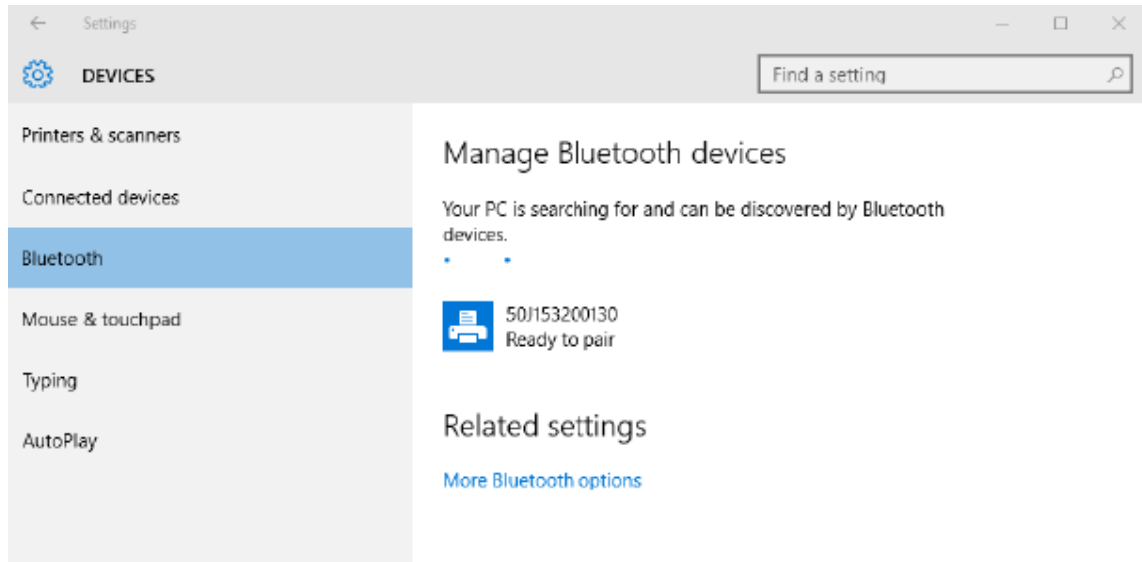 Settings
DEVICES
Find a setting
Printers & scanners
Connected devices
Bluetooth
Mouse & touchpad
Typing
AutoPlay
Manage Bluetooth devices
Your PC is searching for and can be discovered by Bluetooth
devices.
50J153200130
Ready to pair
Related settings
More Bluetooth options